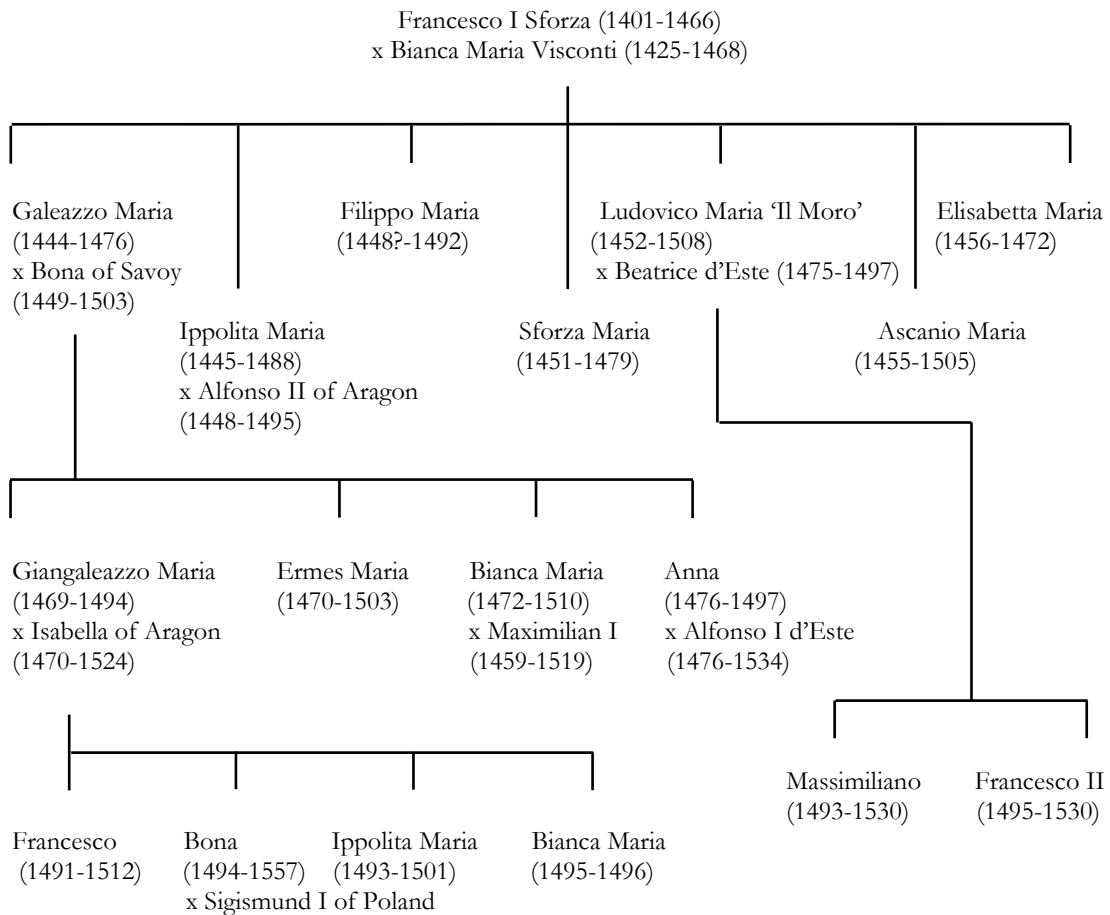 Francesco I Sforza (1401-1466)
x Bianca Maria Visconti (1425-1468)
Galeazzo Maria
(1444-1476)
x Bona of Savoy
(1449-1503)
Filippo Maria
(1448?-1492)
Ludovico Maria ‘Il Moro’
(1452-1508)
x Beatrice d’Este (1475-1497)
Elisabetta Maria
(1456-1472)
Ippolita Maria
(1445-1488)
x Alfonso II of Aragon
(1448-1495)
Sforza Maria
(1451-1479)
Ascanio Maria
(1455-1505)
Giangaleazzo Maria
(1469-1494)
x Isabella of Aragon
(1470-1524)
Ermes Maria
(1470-1503)
Bianca Maria
(1472-1510)
x Maximilian I
(1459-1519)
Anna
(1476-1497)
x Alfonso I d’Este
(1476-1534)
Massimiliano
(1493-1530)
Francesco II
(1495-1530)
Francesco
(1491-1512)
Bona
(1494-1557)
x Sigismund I of Poland
Ippolita Maria
(1493-1501)
Bianca Maria
(1495-1496)